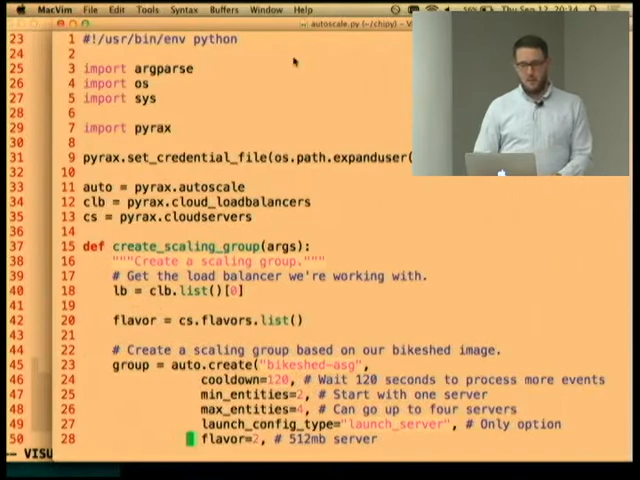 MacVim File Edit Tools Syntax Buffers Window Help 56% Thu Sep 12 20:34
autoscale.py (~/chipy)
23 1 #!/usr/bin/env python
24 2
25 3 import argparse
26 4 import os
27 5 import sys
28 6
29 7 import pyrax
30 8
31 9 pyrax.set_credential_file(os.path.expanduser(
32 10
33 11 auto = pyrax.autoscale
34 12 clb = pyrax.cloud_loadbalancers
35 13 cs = pyrax.cloudservers
36 14
37 15 def create_scaling_group(args):
38 16 """Create a scaling group."""
39 17 # Get the load balancer we're working with.
40 18 lb = clb.list()[0]
41 19
42 20 flavor = cs.flavors.list()
43 21
44 22 # Create a scaling group based on our bikeshed image.
45 23 group = auto.create("bikeshed-asg",
46 24 cooldown=120, # Wait 120 seconds to process more events
47 25 min_entities=2, # Start with one server
48 26 max_entities=4, # Can go up to four servers
49 27 launch_config_type="launch_server", # Only option
50 28 flavor=2, # 512mb server
-- VISU